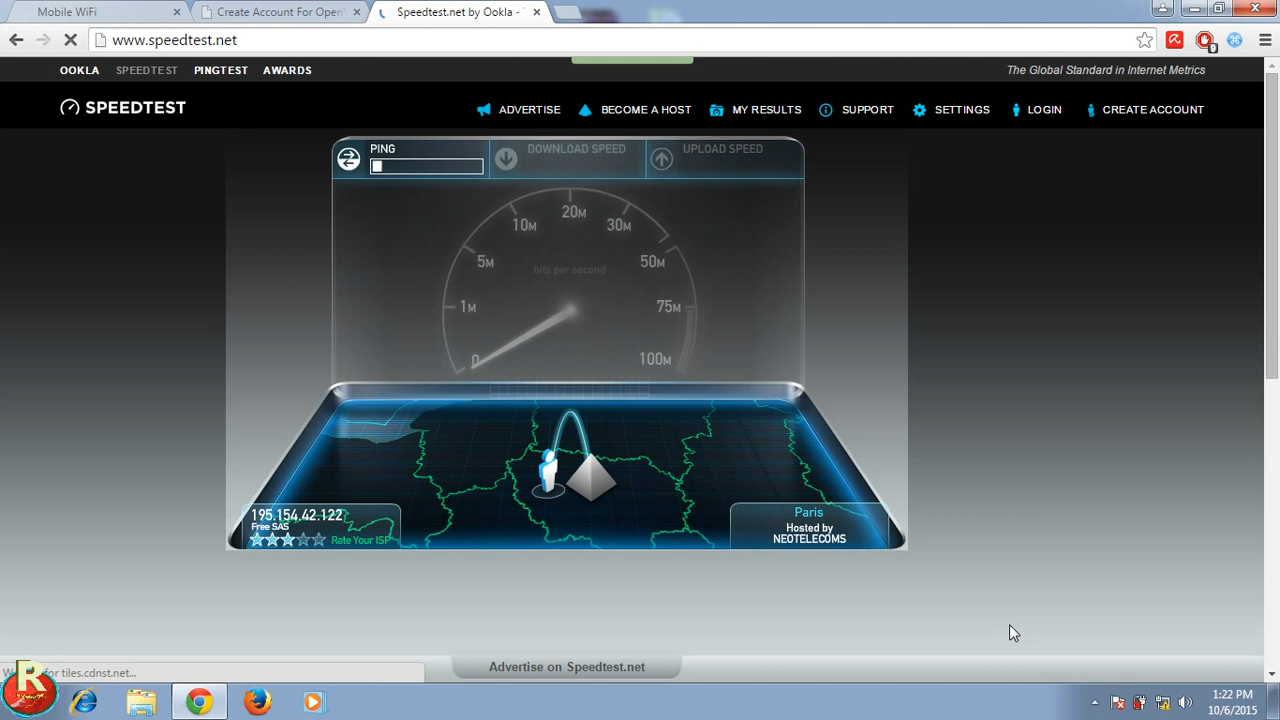 Mobile WiFi
Create Account For Open
Speedtest.net by Ookla -
www.speedtest.net
OOKLA SPEEDTEST PINGTEST AWARDS
The Global Standard in Internet Metrics
SPEEDTEST
ADVERTISE BECOME A HOST MY RESULTS SUPPORT SETTINGS LOGIN CREATE ACCOUNT
PING DOWNLOAD SPEED UPLOAD SPEED
20M
10M 30M
5M 50M
bits per second
1M 75M
0 100M
195.154.42.122
Free SAS
Rate Your ISP
Paris
Hosted by
NEOTELECOMS
Advertise on Speedtest.net
for tiles.cdnst.net...
R
1:22 PM
10/6/2015